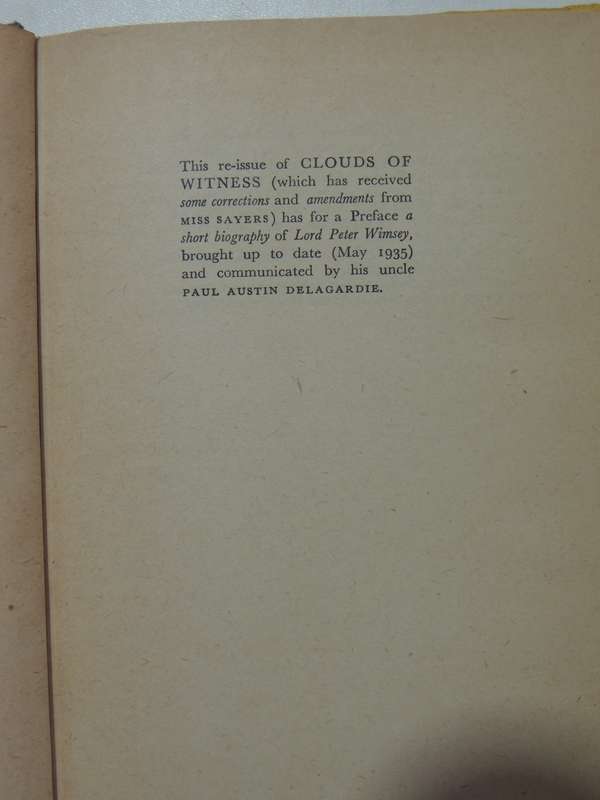 This re-issue of CLOUDS OF
WITNESS (which has received
some corrections and amendments from
MISS SAYERS) has for a Preface a
short biography of Lord Peter Wimsey,
brought up to date (May 1935)
and communicated by his uncle
PAUL AUSTIN DELAGARDIE.